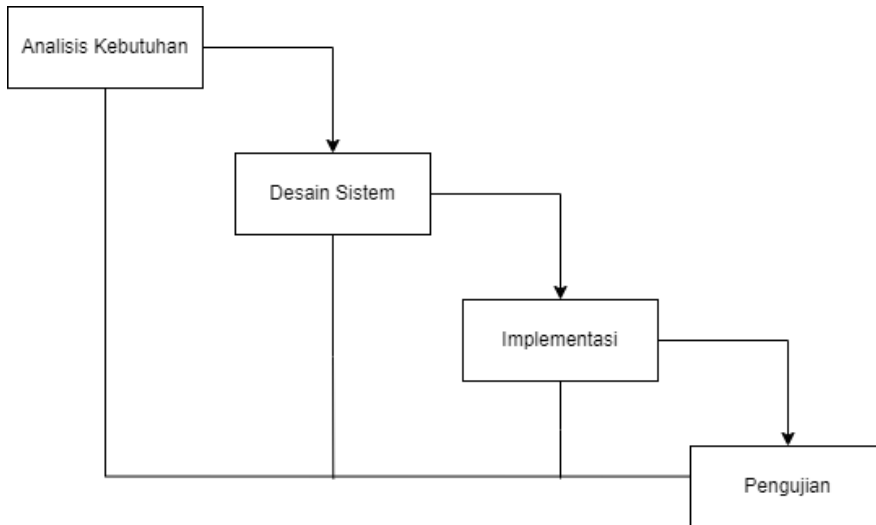 Analisis Kebutuhan
Desain Sistem
Implementasi
Pengujian